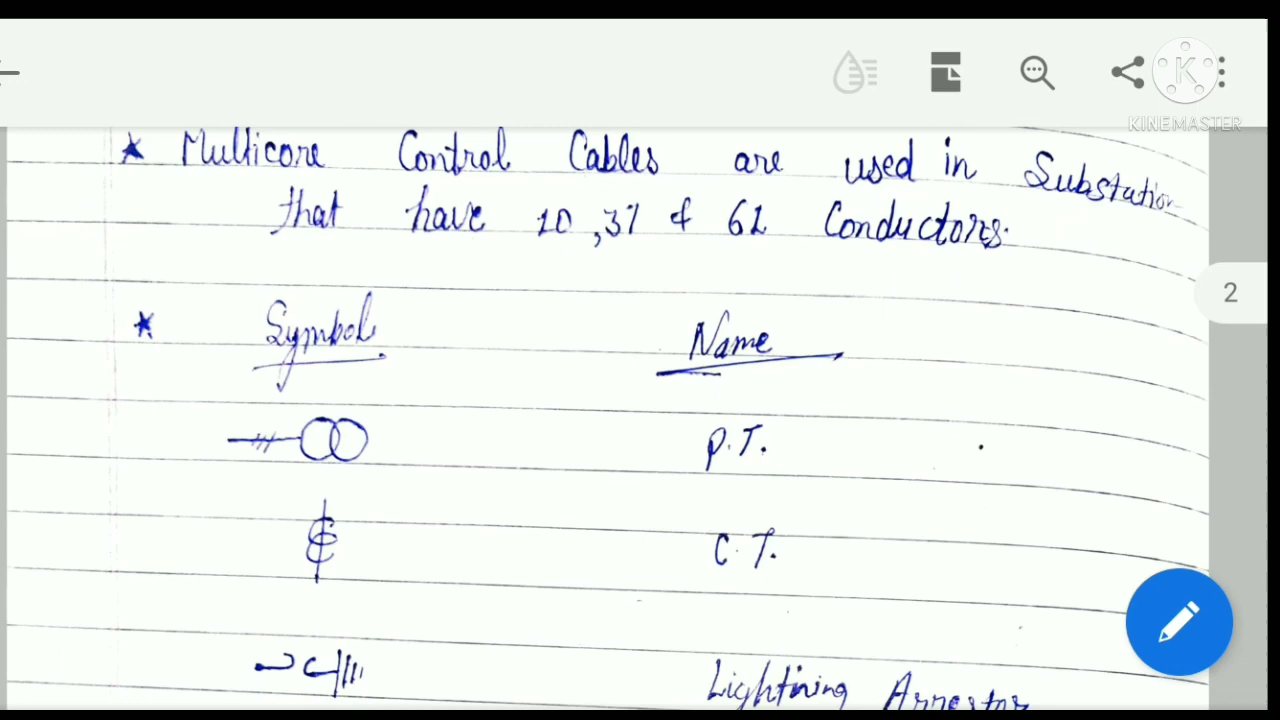 KINEMASTER
★ Multicore Control Cables are used in Substation
that have 10, 37 & 61 Conductors.
2
★ Symbol Name
P.T.
C.T.
Lightning Arrestor